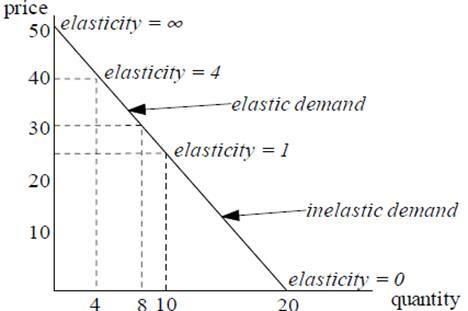 price
50
elasticity = ∞
40
elasticity = 4
elastic demand
30
elasticity = 1
20
inelastic demand
10
elasticity = 0
4 8 10 20 quantity